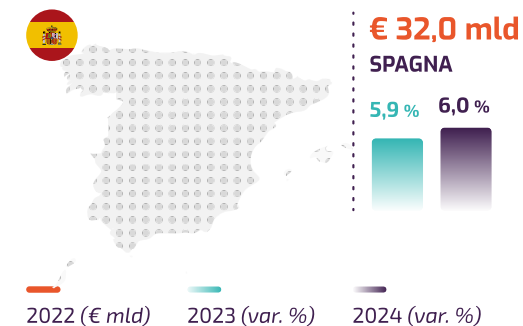 € 32,0 mld
SPAGNA
5,9 %
6,0 %
2022 (€ mld)
2023 (var. %)
2024 (var. %)